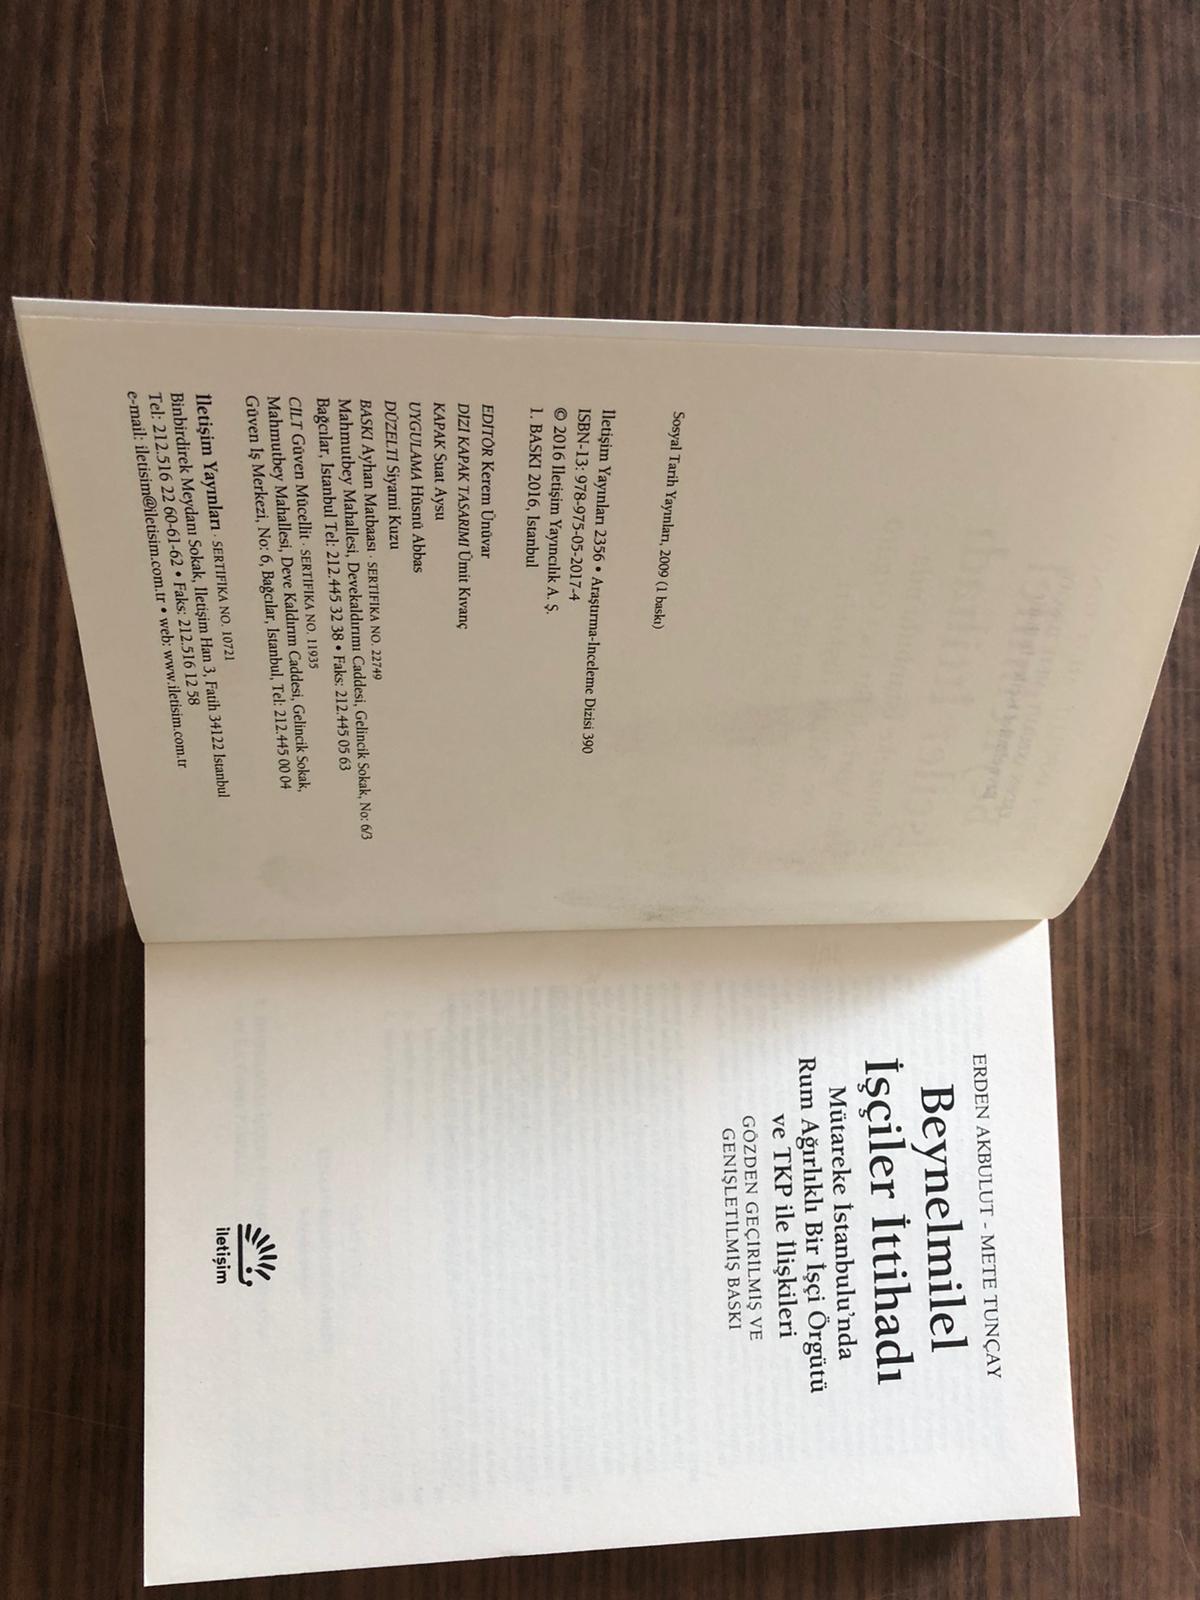 Sosyal Tarih Yayınları, 2009 (1 baskı)
İletişim Yayınları 2356 • Araştırma-İnceleme Dizisi 390
ISBN-13: 978-975-05-2017-4
© 2016 İletişim Yayıncılık A. Ş.
1. BASKI 2016, İstanbul
EDİTÖR Kerem Ünüvar
DİZİ KAPAK TASARIMI Ümit Kıvanç
KAPAK Suat Aysu
UYGULAMA Hüsnü Abbas
DÜZELTİ Siyami Kuzu
BASKI Ayhan Matbaası · SERTİFİKA NO. 22749
Mahmutbey Mahallesi, Devekaldırımı Caddesi, Gelincik Sokak, No: 6/3
Bağcılar, İstanbul Tel: 212.445 32 38 • Faks: 212.445 05 63
CİLT Güven Mücellit · SERTİFİKA NO. 11935
Mahmutbey Mahallesi, Deve Kaldırım Caddesi, Gelincik Sokak,
Güven İş Merkezi, No: 6, Bağcılar, İstanbul, Tel: 212.445 00 04
İletişim Yayınları · SERTİFİKA NO. 10721
Binbirdirek Meydanı Sokak, İletişim Han 3, Fatih 34122 İstanbul
Tel: 212.516 22 60-61-62 • Faks: 212.516 12 58
e-mail: iletisim@iletisim.com.tr • web: www.iletisim.com.tr
ERDEN AKBULUT - METE TUNÇAY
Beynelmilel
İşçiler İttihadı
Mütareke İstanbulu'nda
Rum Ağırlıklı Bir İşçi Örgütü
ve TKP ile İlişkileri
GÖZDEN GEÇİRİLMİŞ VE
GENİŞLETİLMİŞ BASKI
iletişim